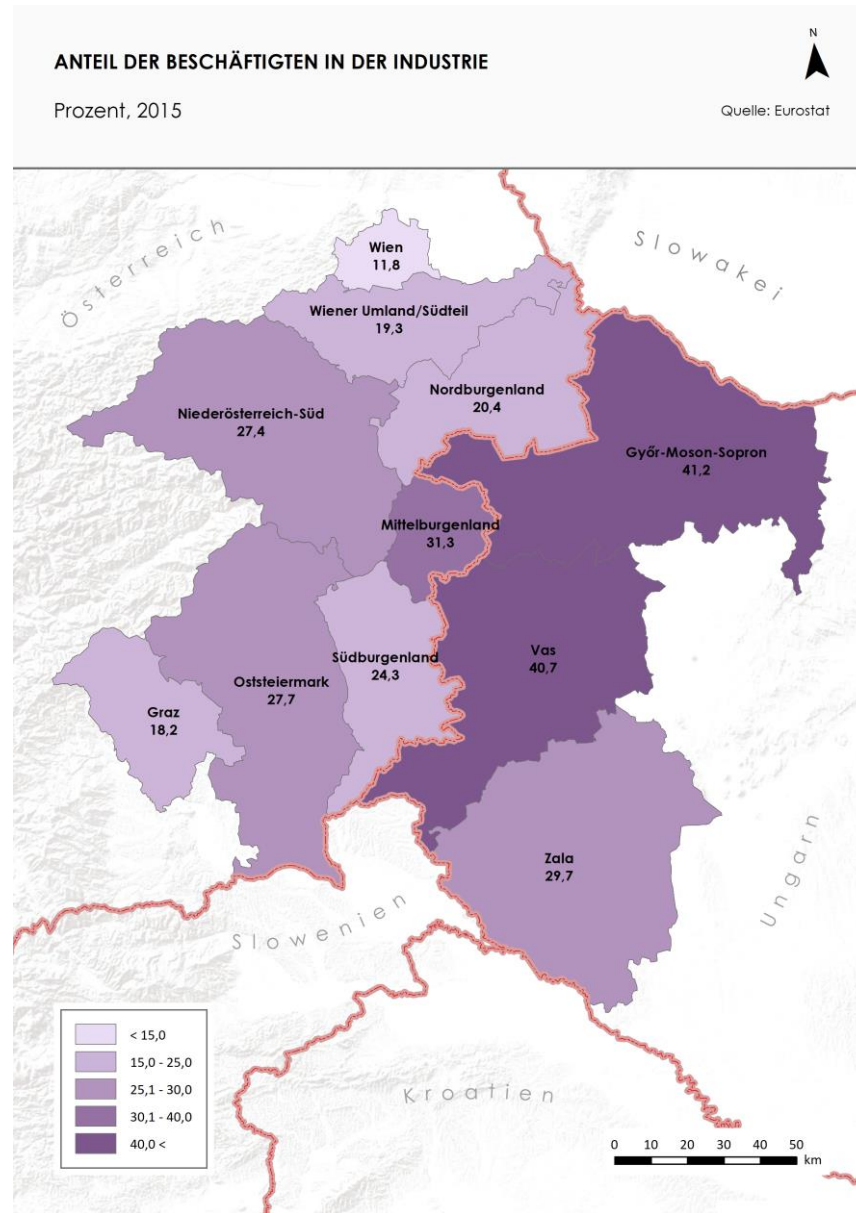 N
ANTEIL DER BESCHÄFTIGTEN IN DER INDUSTRIE
Prozent, 2015
Quelle: Eurostat
Österreich
Slowakei
Wien
11,8
Wiener Umland/Südteil
19,3
Nordburgenland
20,4
Niederösterreich-Süd
27,4
Győr-Moson-Sopron
41,2
Mittelburgenland
31,3
Vas
40,7
Südburgenland
24,3
Oststeiermark
27,7
Graz
18,2
Zala
29,7
Ungarn
Slowenien
Kroatien
< 15,0
15,0 - 25,0
25,1 - 30,0
30,1 - 40,0
40,0 <
0 10 20 30 40 50
km